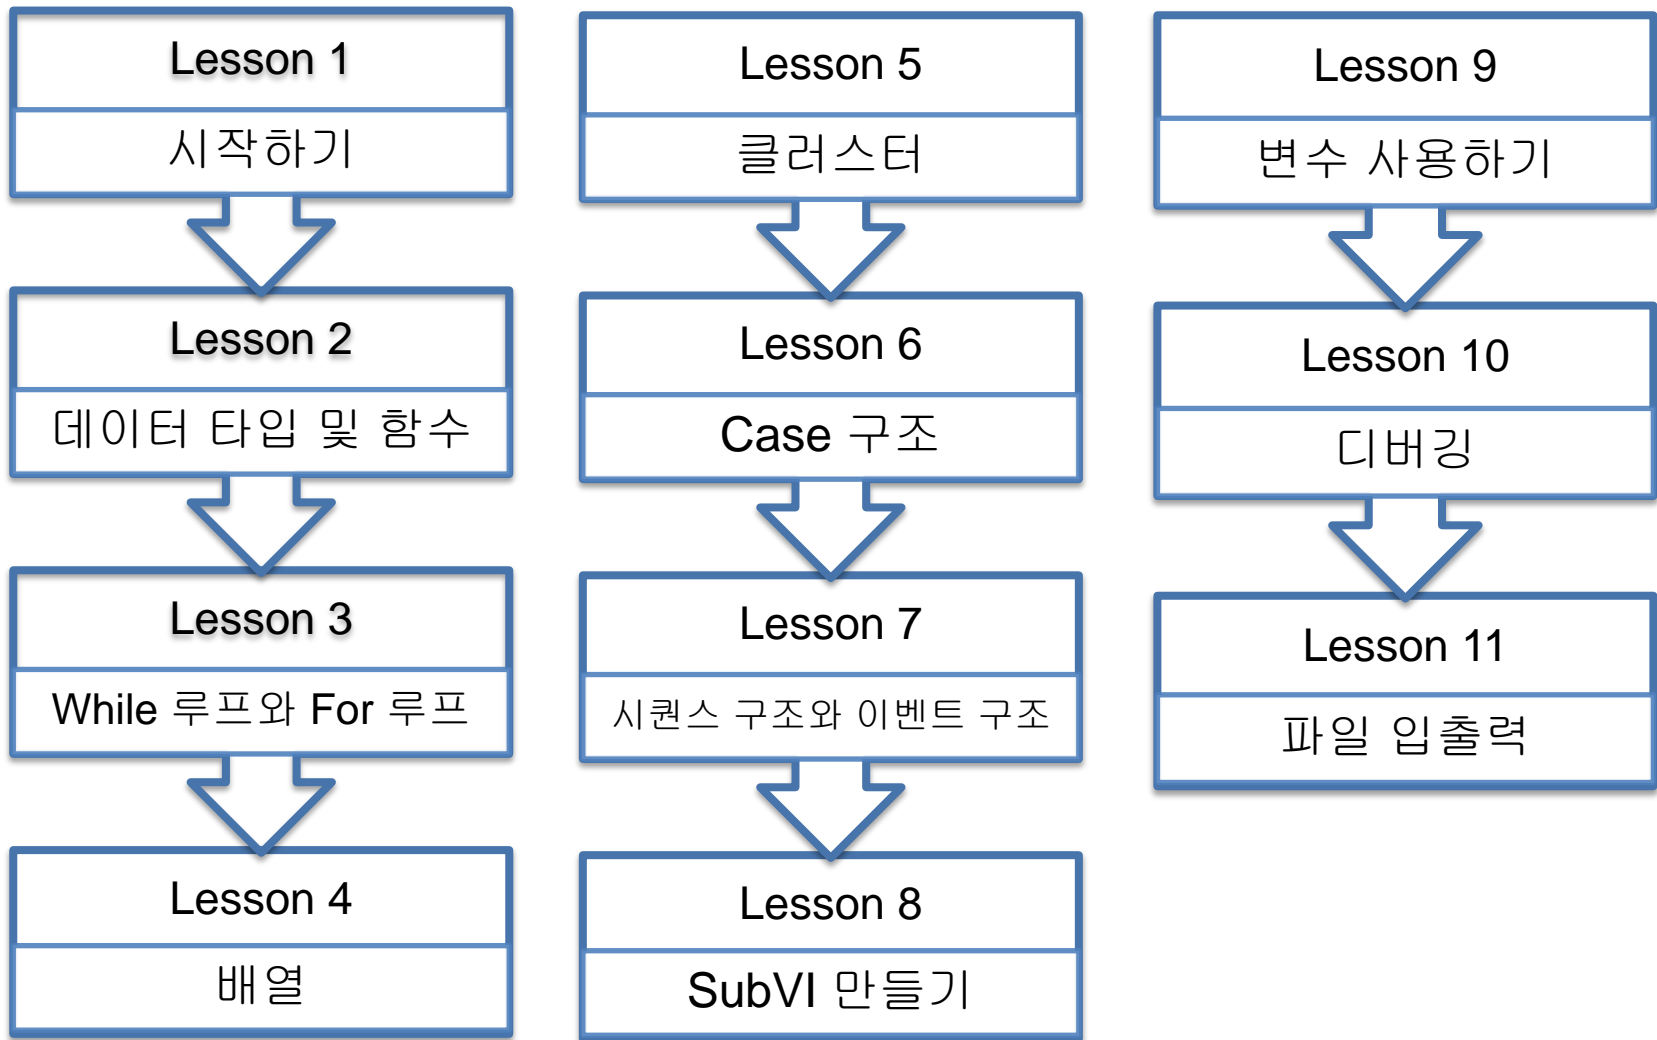 Lesson 1
시작하기
Lesson 2
데이터 타입 및 함수
Lesson 3
While 루프와 For 루프
Lesson 4
배열
Lesson 5
클러스터
Lesson 6
Case 구조
Lesson 7
시퀀스 구조와 이벤트 구조
Lesson 8
SubVI 만들기
Lesson 9
변수 사용하기
Lesson 10
디버깅
Lesson 11
파일 입출력